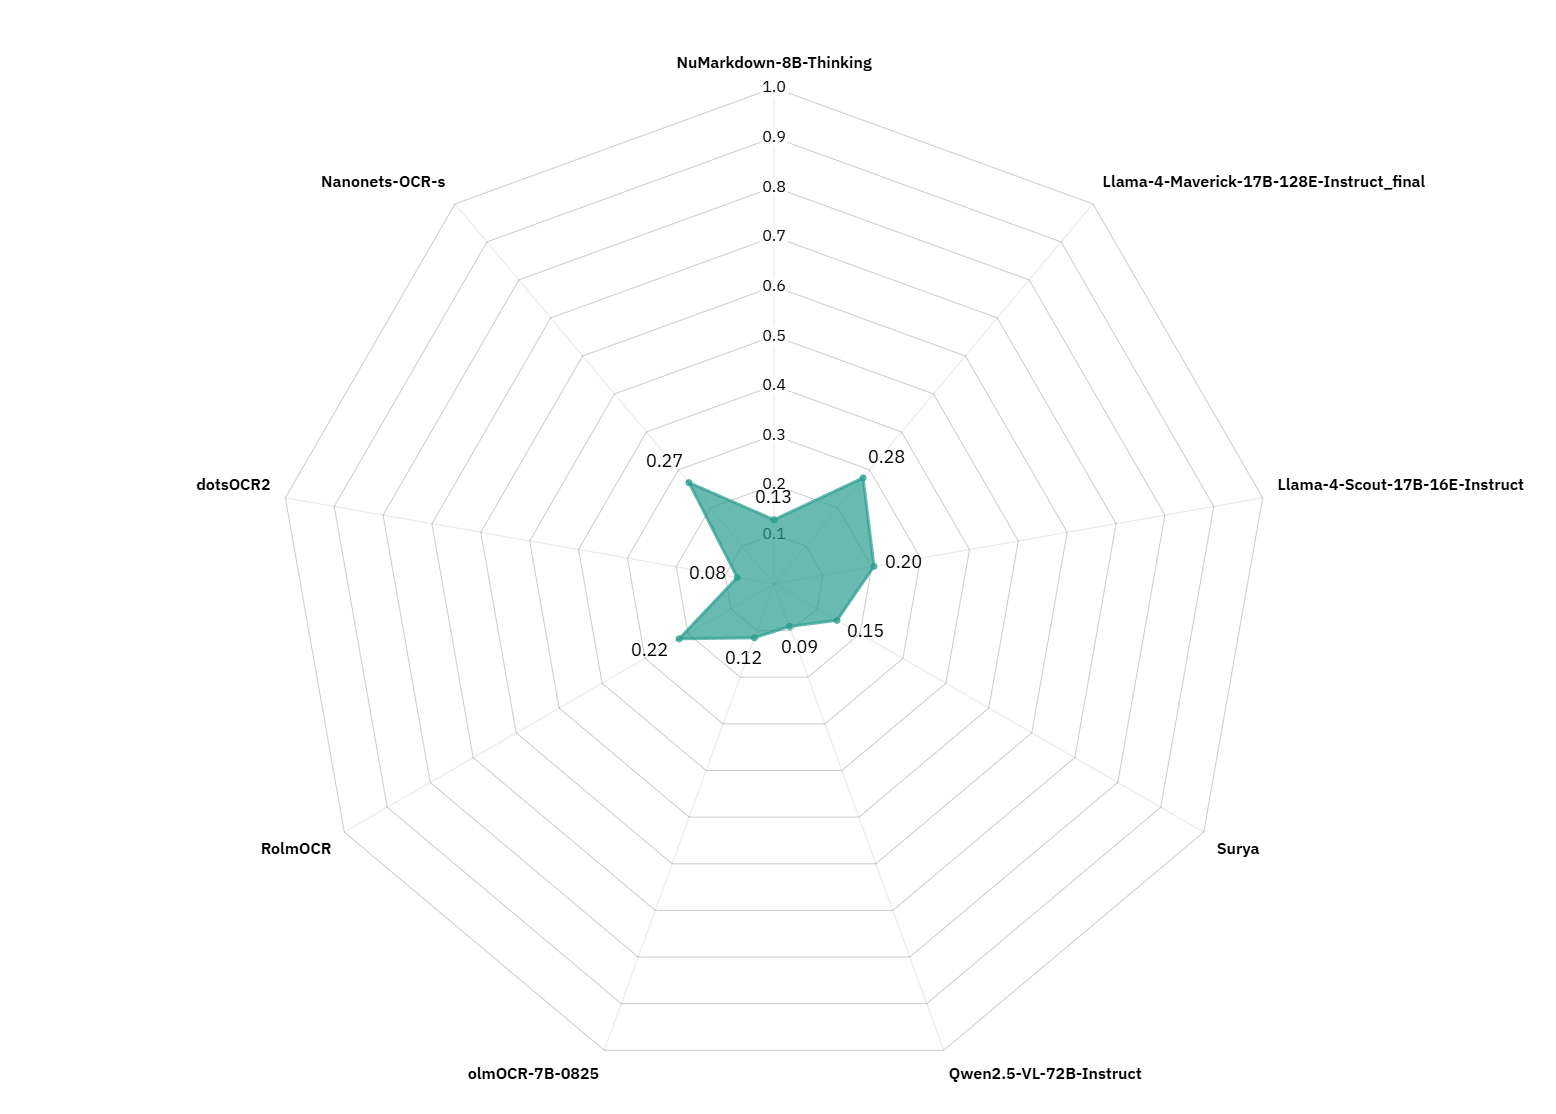 NuMarkdown-8B-Thinking
1.0
0.9
Nanonets-OCR-s
Llama-4-Maverick-17B-128E-Instruct_final
0.8
0.7
0.6
0.5
0.4
0.3
0.27
0.28
0.2
dotsOCR2
Llama-4-Scout-17B-16E-Instruct
0.13
0.1
0.20
0.08
0.15
0.09
0.22
0.12
RolmOCR
Surya
olmOCR-7B-0825
Qwen2.5-VL-72B-Instruct